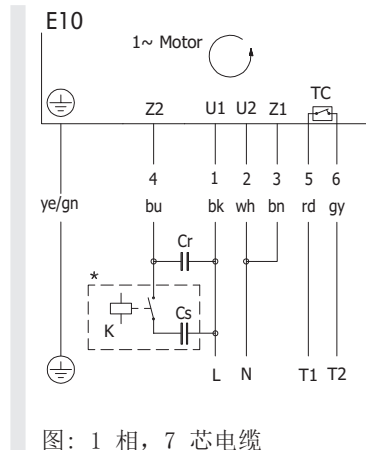 E10
1~ Motor
TC
Z2 U1 U2 Z1
4 1 2 3 5 6
ye/gn bu bk wh bn rd gy
Cr
*
Cs
K
L N T1 T2
图: 1 相, 7 芯电缆